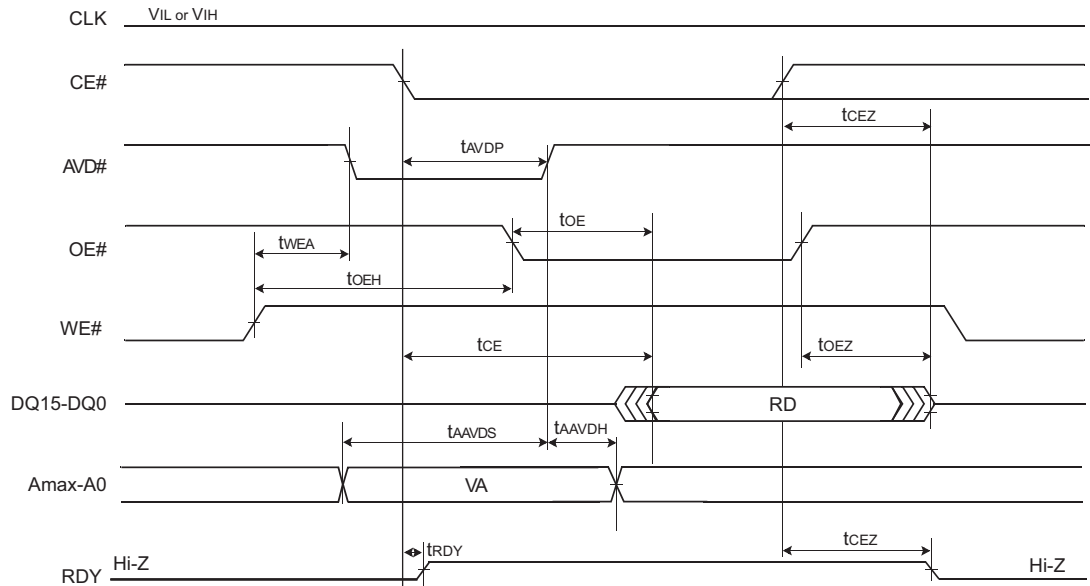 CLK VIL or VIH
CE#
tCEZ
AVD# tAVDP
OE# tWEA tOE
tOEH
WE#
tCE tOEZ
DQ15-DQ0 RD
tAAVDS tAAVDH
Amax-A0 VA
RDY Hi-Z tRDY tCEZ Hi-Z